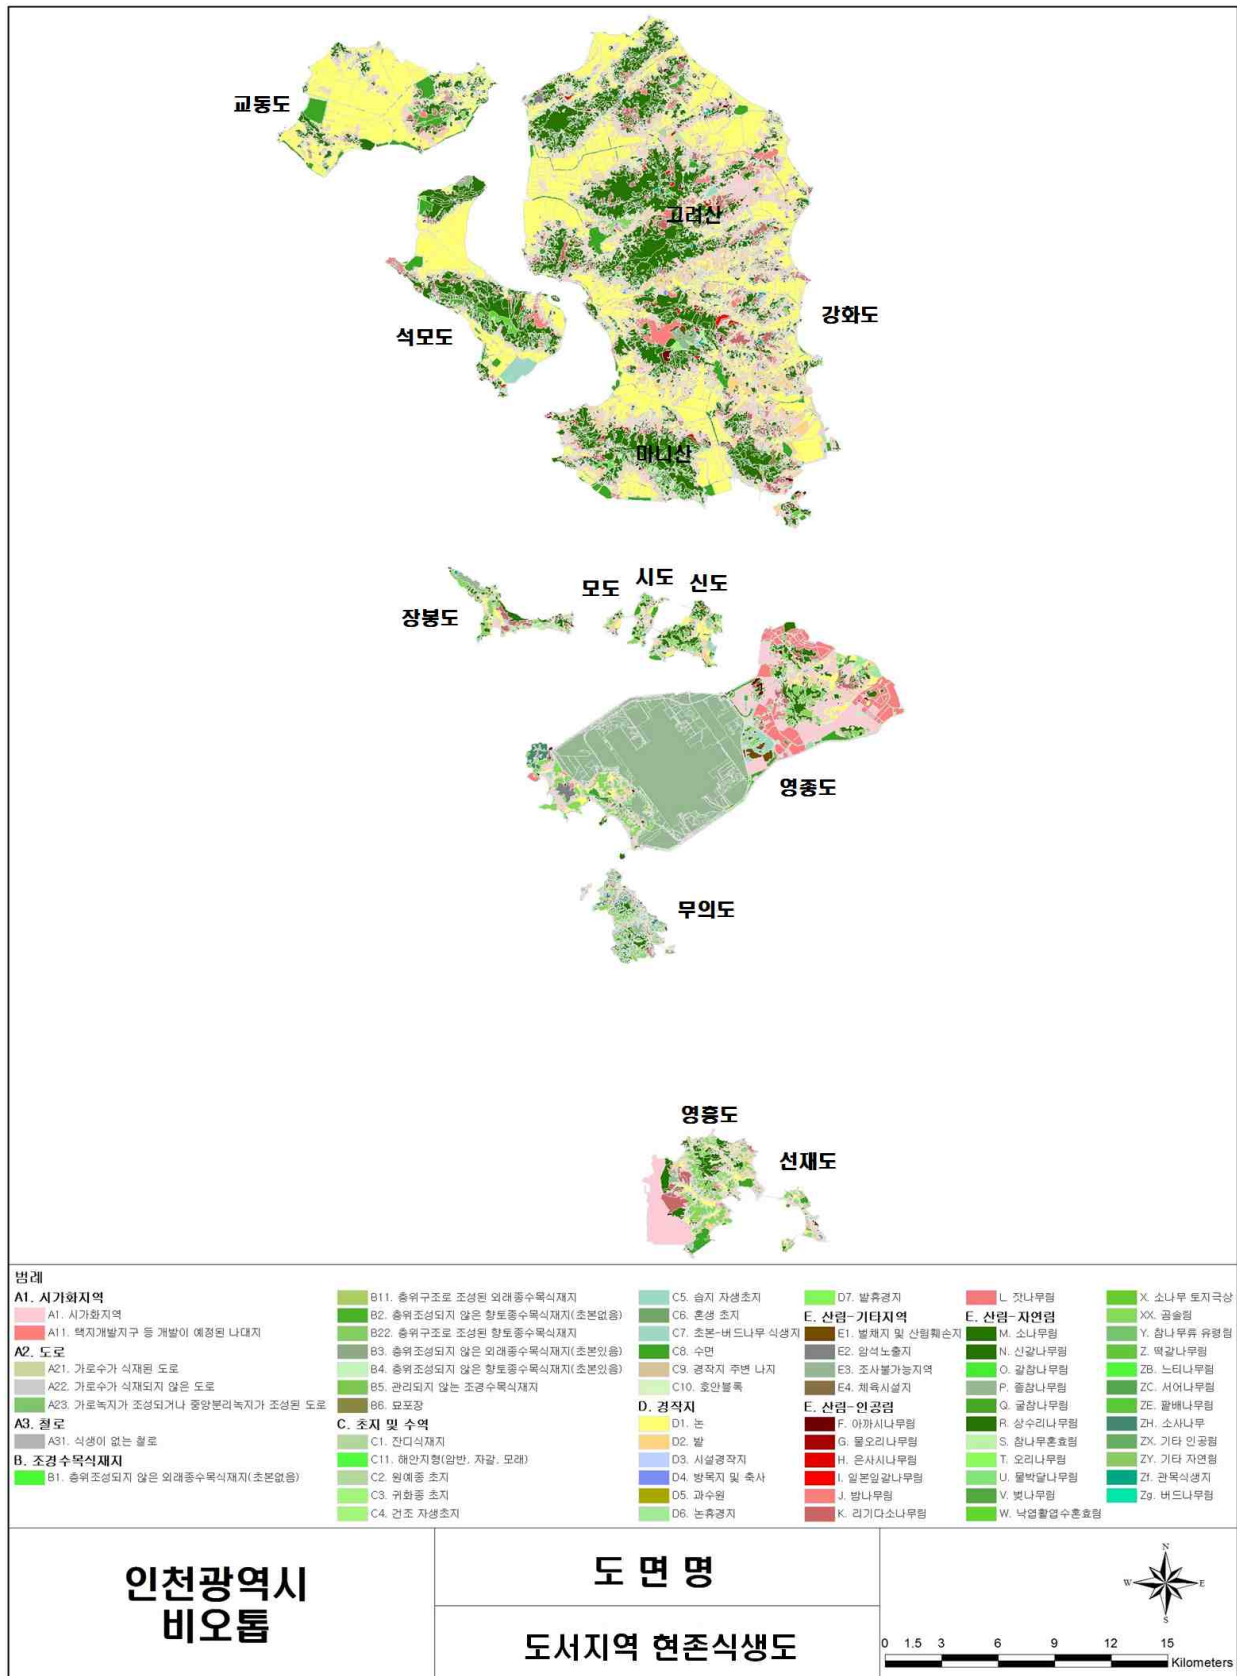 교동도
고려산
강화도
석모도
마니산
장봉도
모도
시도
신도
영종도
무의도
영흥도
선재도
범례
A1. 시가화지역
A1. 시가화지역
A11. 택지개발지구 등 개발이 예정된 나대지
A2. 도로
A21. 가로수가 식재된 도로
A22. 가로수가 식재되지 않은 도로
A23. 가로녹지가 조성되거나 중앙분리녹지가 조성된 도로
A3. 철로
A31. 식생이 없는 철로
B. 조경수목식재지
B1. 층위조성되지 않은 외래종수목식재지(초본없음)
B11. 층위구조로 조성된 외래종수목식재지
B2. 층위조성되지 않은 향토종수목식재지(초본없음)
B22. 층위구조로 조성된 향토종수목식재지
B3. 층위조성되지 않은 외래종수목식재지(초본있음)
B4. 층위조성되지 않은 향토종수목식재지(초본있음)
B5. 관리되지 않는 조경수목식재지
B6. 묘포장
C. 초지 및 수역
C1. 잔디식재지
C11. 해안지형(암반, 자갈, 모래)
C2. 원예종 초지
C3. 귀화종 초지
C4. 건조 자생초지
C5. 습지 자생초지
C6. 혼생 초지
C7. 초본-버드나무 식생지
C8. 수면
C9. 경작지 주변 나지
C10. 호안블록
D. 경작지
D1. 논
D2. 밭
D3. 시설경작지
D4. 방목지 및 축사
D5. 과수원
D6. 논휴경지
D7. 밭휴경지
E. 산림-기타지역
E1. 벌채지 및 산림훼손지
E2. 암석노출지
E3. 조사불가능지역
E4. 체육시설지
E. 산림-인공림
F. 아까시나무림
G. 물오리나무림
H. 은사시나무림
I. 일본잎갈나무림
J. 밤나무림
K. 리기다소나무림
L. 잣나무림
E. 산림-자연림
M. 소나무림
N. 신갈나무림
O. 갈참나무림
P. 졸참나무림
Q. 굴참나무림
R. 상수리나무림
S. 참나무혼효림
T. 오리나무림
U. 물박달나무림
V. 벚나무림
W. 낙엽활엽수혼효림
X. 소나무 토지극상
XX. 곰솔림
Y. 참나무류 유령림
Z. 떡갈나무림
ZB. 느티나무림
ZC. 서어나무림
ZE. 팥배나무림
ZH. 소사나무
ZX. 기타 인공림
ZY. 기타 자연림
Zf. 관목식생지
Zg. 버드나무림
인천광역시
비오톱
도 면 명
도서지역 현존식생도
N
W
E
S
0 1.5 3 6 9 12 15
Kilometers